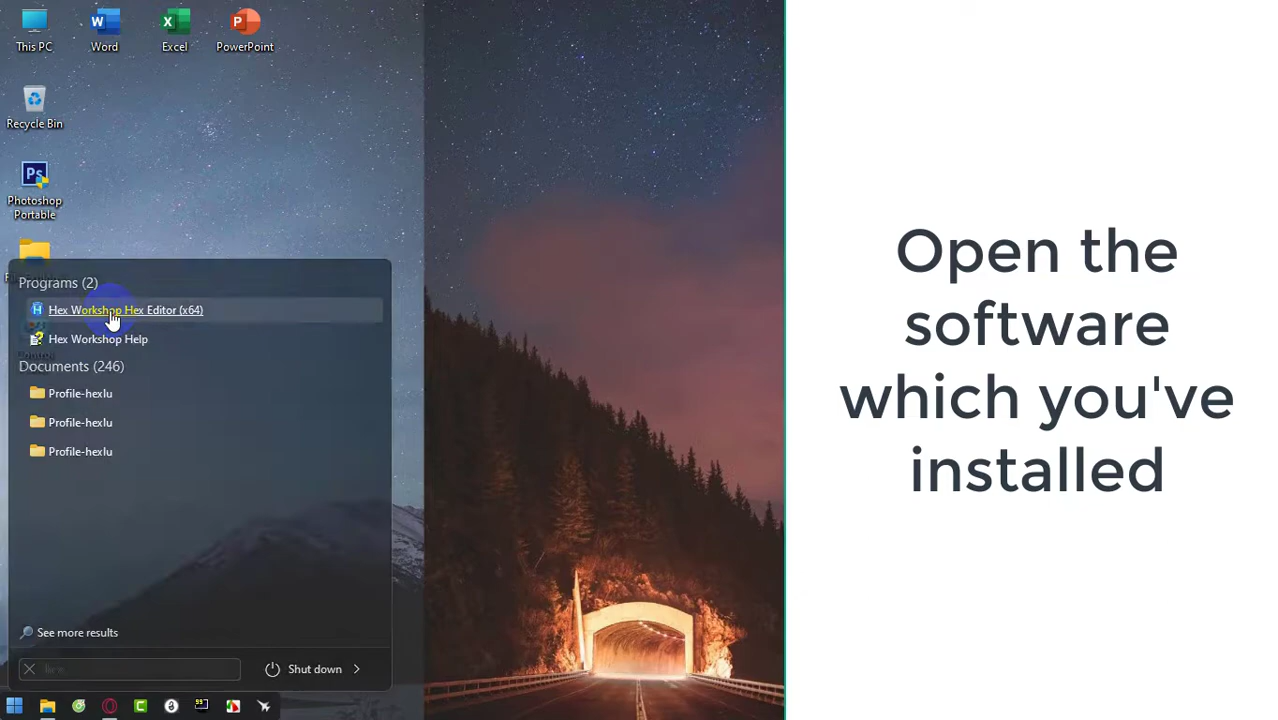 This PC
Word
Excel
PowerPoint
Recycle Bin
Photoshop
Portable
Programs (2)
Hex Workshop Hex Editor (x64)
Hex Workshop Help
Documents (246)
Profile-hexlu
Profile-hexlu
Profile-hexlu
See more results
Shut down
Open the
software
which you've
installed